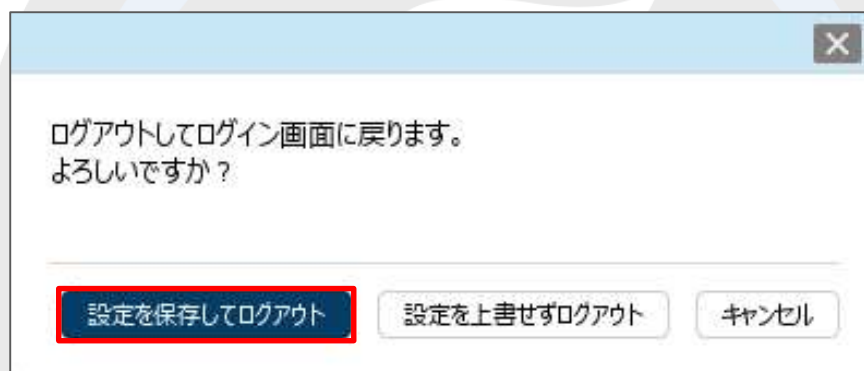 ログアウトしてログイン画面に戻ります。
よろしいですか？
設定を保存してログアウト 設定を上書せずログアウト キャンセル